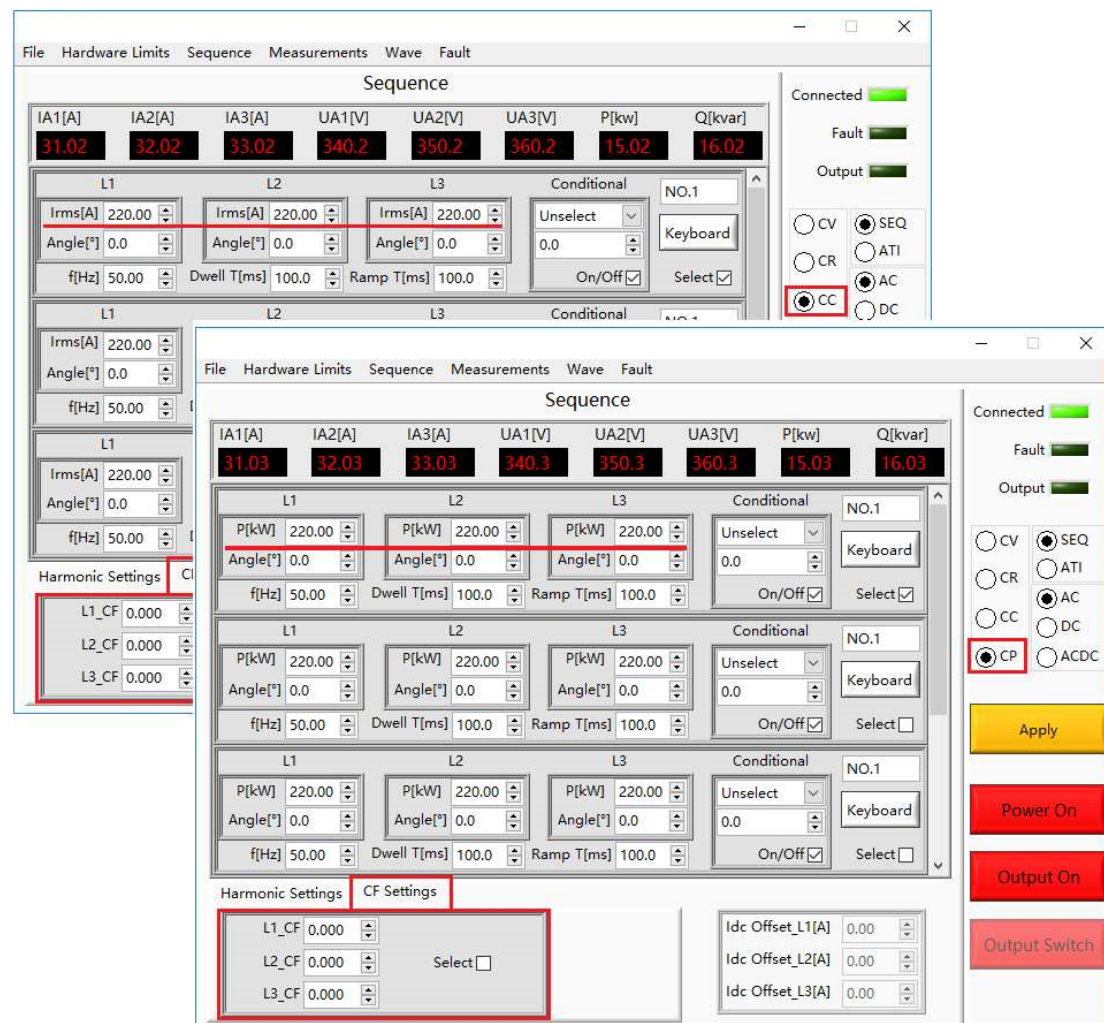 File Hardware Limits Sequence Measurements Wave Fault
Sequence
IA1[A] IA2[A] IA3[A] UA1[V] UA2[V] UA3[V] P[kw] Q[kvar]
31.02 32.02 33.02 340.2 350.2 360.2 15.02 16.02
Connected
Fault
Output
L1 L2 L3 Conditional NO.1
Irms[A] 220.00 Irms[A] 220.00 Irms[A] 220.00 Unselect Keyboard
Angle[°] 0.0 Angle[°] 0.0 Angle[°] 0.0 0.0
f[Hz] 50.00 Dwell T[ms] 100.0 Ramp T[ms] 100.0 On/Off Select
CV SEQ
CR ATI
CC AC
DC
L1 L2 L3 Conditional NO.1
Irms[A] 220.00
Angle[°] 0.0
f[Hz] 50.00
L1
Irms[A] 220.00
Angle[°] 0.0
f[Hz] 50.00
Harmonic Settings
L1_CF 0.000
L2_CF 0.000
L3_CF 0.000
File Hardware Limits Sequence Measurements Wave Fault
Sequence
IA1[A] IA2[A] IA3[A] UA1[V] UA2[V] UA3[V] P[kw] Q[kvar]
31.03 32.03 33.03 340.3 350.3 360.3 15.03 16.03
L1 L2 L3 Conditional NO.1
P[kW] 220.00 P[kW] 220.00 P[kW] 220.00 Unselect Keyboard
Angle[°] 0.0 Angle[°] 0.0 Angle[°] 0.0 0.0
f[Hz] 50.00 Dwell T[ms] 100.0 Ramp T[ms] 100.0 On/Off Select
L1 L2 L3 Conditional NO.1
P[kW] 220.00 P[kW] 220.00 P[kW] 220.00 Unselect Keyboard
Angle[°] 0.0 Angle[°] 0.0 Angle[°] 0.0 0.0
f[Hz] 50.00 Dwell T[ms] 100.0 Ramp T[ms] 100.0 On/Off Select
L1 L2 L3 Conditional NO.1
P[kW] 220.00 P[kW] 220.00 P[kW] 220.00 Unselect Keyboard
Angle[°] 0.0 Angle[°] 0.0 Angle[°] 0.0 0.0
f[Hz] 50.00 Dwell T[ms] 100.0 Ramp T[ms] 100.0 On/Off Select
Harmonic Settings CF Settings
L1_CF 0.000
L2_CF 0.000 Select
L3_CF 0.000
Idc Offset_L1[A] 0.00
Idc Offset_L2[A] 0.00
Idc Offset_L3[A] 0.00
Connected
Fault
Output
CV SEQ
CR ATI
CC AC
CP DC
ACDC
Apply
Power On
Output On
Output Switch